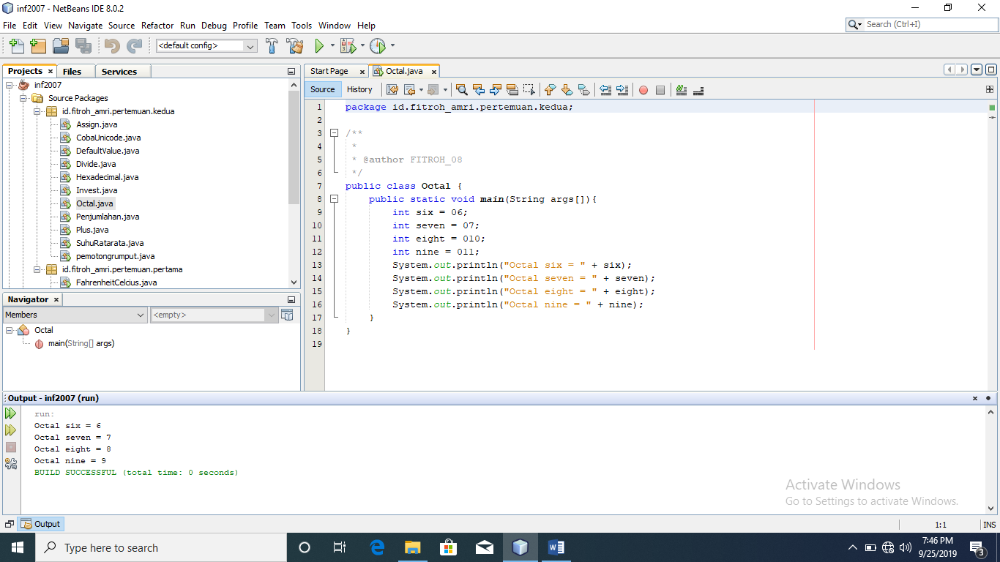 inf2007 - NetBeans IDE 8.0.2
File Edit View Navigate Source Refactor Run Debug Profile Team Tools Window Help
Search (Ctrl+I)
<default config>
Projects Files Services
inf2007
Source Packages
id.fitroh_amri.pertemuan.kedua
Assign.java
CobaUnicode.java
DefaultValue.java
Divide.java
Hexadecimal.java
Invest.java
Octal.java
Penjumlahan.java
Plus.java
SuhuRatarata.java
pemotongrumput.java
id.fitroh_amri.pertemuan.pertama
FahrenheitCelcius.java
Navigator
Members
<empty>
Octal
main(String[] args)
Start Page Octal.java
Source History
1 package id.fitroh_amri.pertemuan.kedua;
2
3 /**
4 *
5 * @author FITROH_08
6 */
7 public class Octal {
8 public static void main(String args[]){
9 int six = 06;
10 int seven = 07;
11 int eight = 010;
12 int nine = 011;
13 System.out.println("Octal six = " + six);
14 System.out.println("Octal seven = " + seven);
15 System.out.println("Octal eight = " + eight);
16 System.out.println("Octal nine = " + nine);
17 }
18 }
19
Output - inf2007 (run)
run:
Octal six = 6
Octal seven = 7
Octal eight = 8
Octal nine = 9
BUILD SUCCESSFUL (total time: 0 seconds)
Activate Windows
Go to Settings to activate Windows.
Output
1:1 INS
Type here to search
7:46 PM
9/25/2019
3